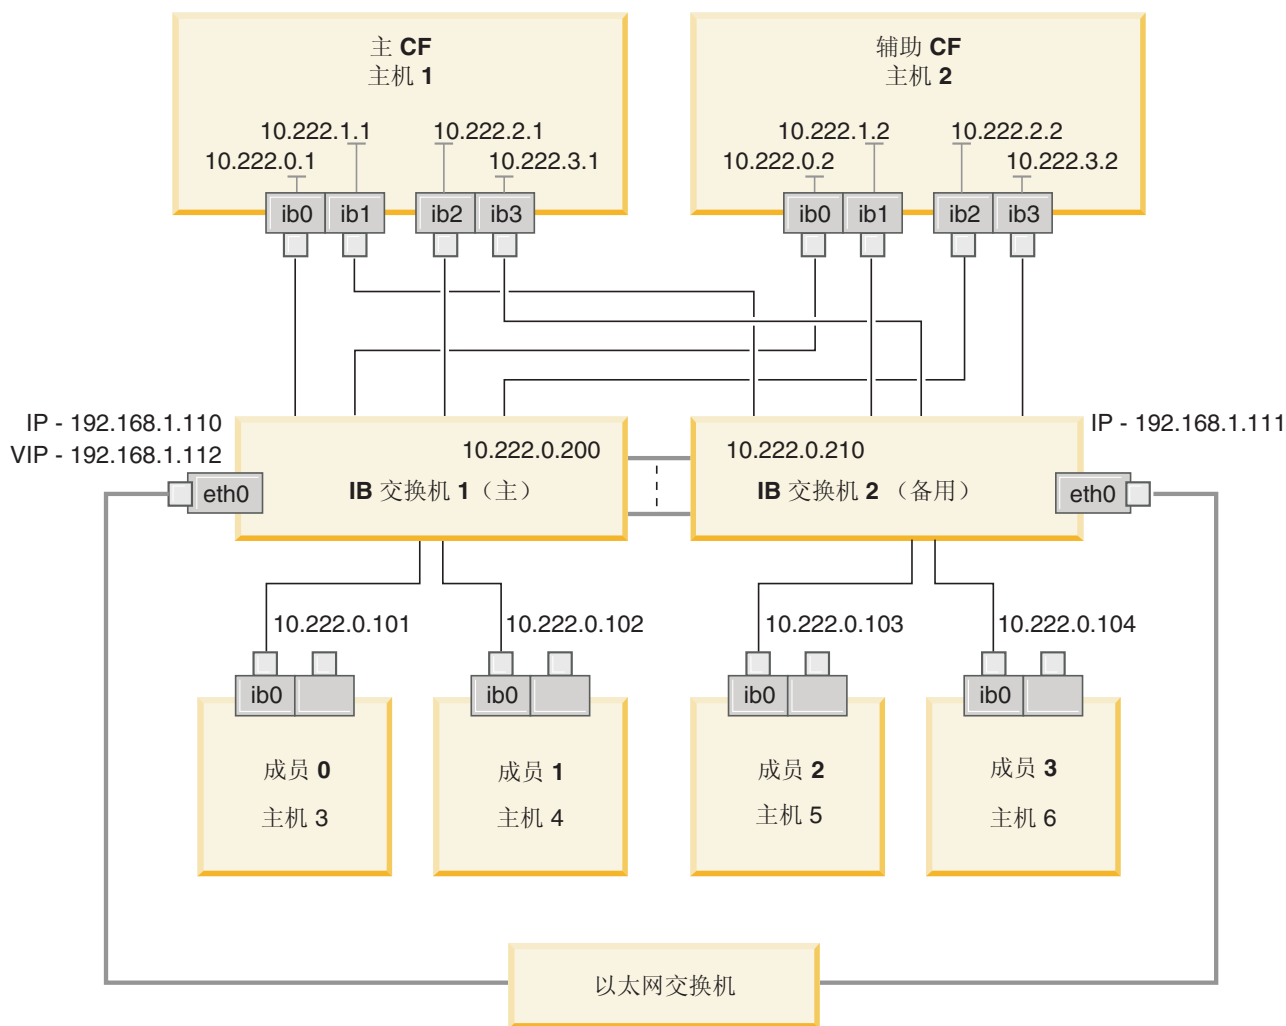 主 CF
主机 1
辅助 CF
主机 2
10.222.1.1
10.222.2.1
10.222.0.1
10.222.3.1
10.222.1.2
10.222.2.2
10.222.0.2
10.222.3.2
ib0
ib1
ib2
ib3
ib0
ib1
ib2
ib3
IP - 192.168.1.110
VIP - 192.168.1.112
IP - 192.168.1.111
10.222.0.200
10.222.0.210
eth0
IB 交换机 1（主）
IB 交换机 2 （备用）
eth0
10.222.0.101
10.222.0.102
10.222.0.103
10.222.0.104
ib0
ib0
ib0
ib0
成员 0
主机 3
成员 1
主机 4
成员 2
主机 5
成员 3
主机 6
以太网交换机